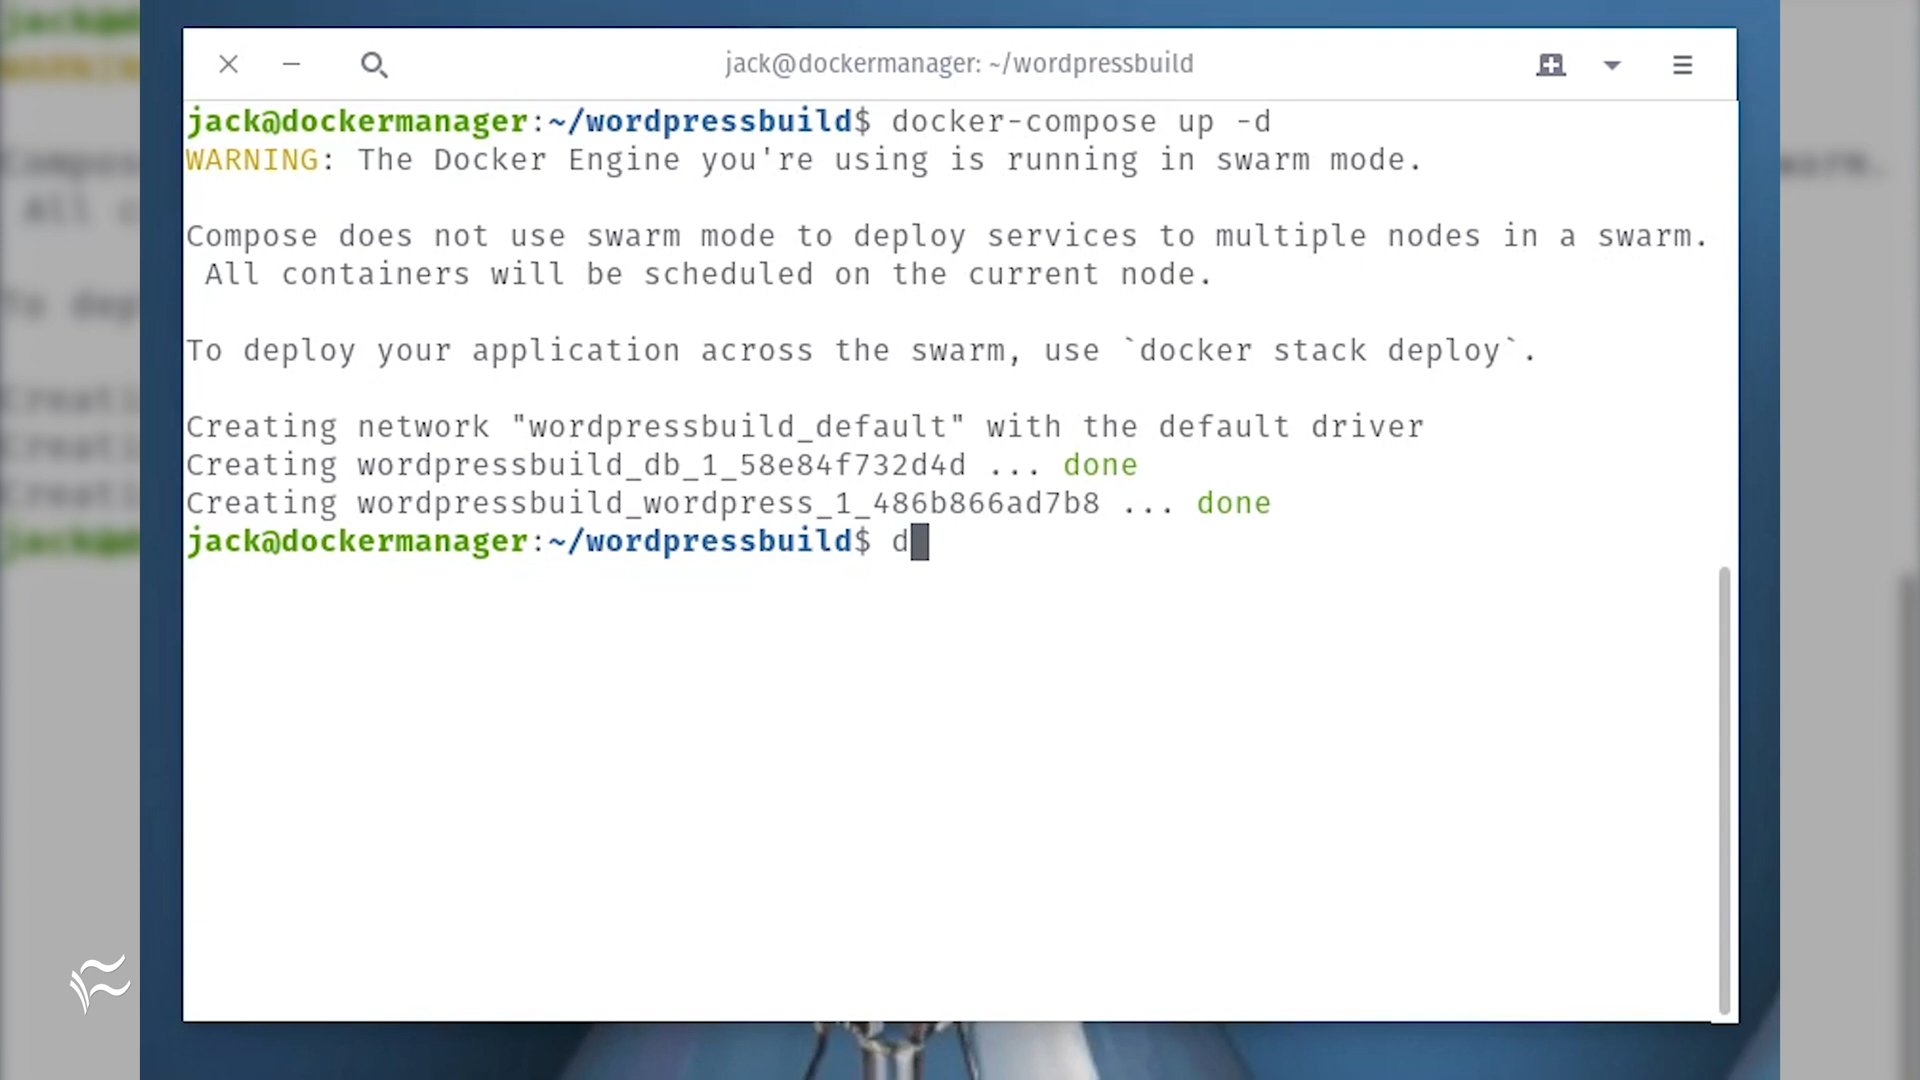 jack@dockermanager: ~/wordpressbuild
jack@dockermanager:~/wordpressbuild$ docker-compose up -d
WARNING: The Docker Engine you're using is running in swarm mode.
Compose does not use swarm mode to deploy services to multiple nodes in a swarm.
All containers will be scheduled on the current node.
To deploy your application across the swarm, use `docker stack deploy`.
Creating network "wordpressbuild_default" with the default driver
Creating wordpressbuild_db_1_58e84f732d4d ... done
Creating wordpressbuild_wordpress_1_486b866ad7b8 ... done
jack@dockermanager:~/wordpressbuild$ d